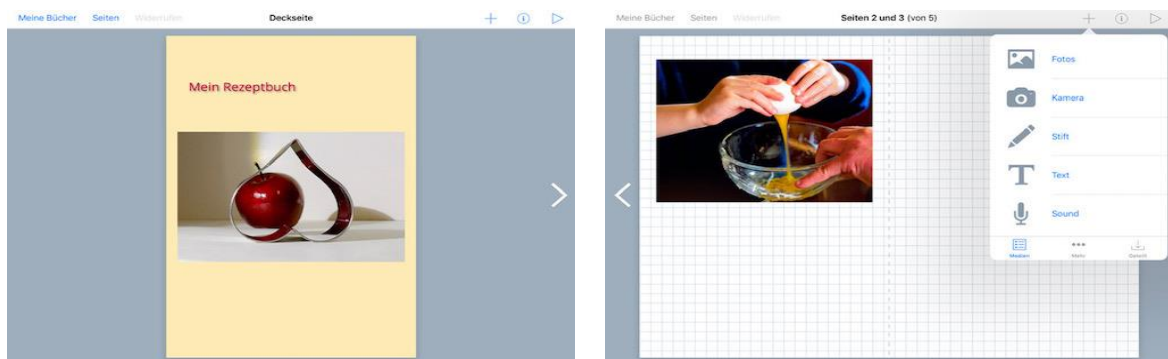 Meine Bücher Seiten Widerrufen Deckseite
Mein Rezeptbuch
Meine Bücher Seiten Widerrufen Seiten 2 und 3 (von 5)
Fotos
Kamera
Stift
Text
Sound
Medien Mehr